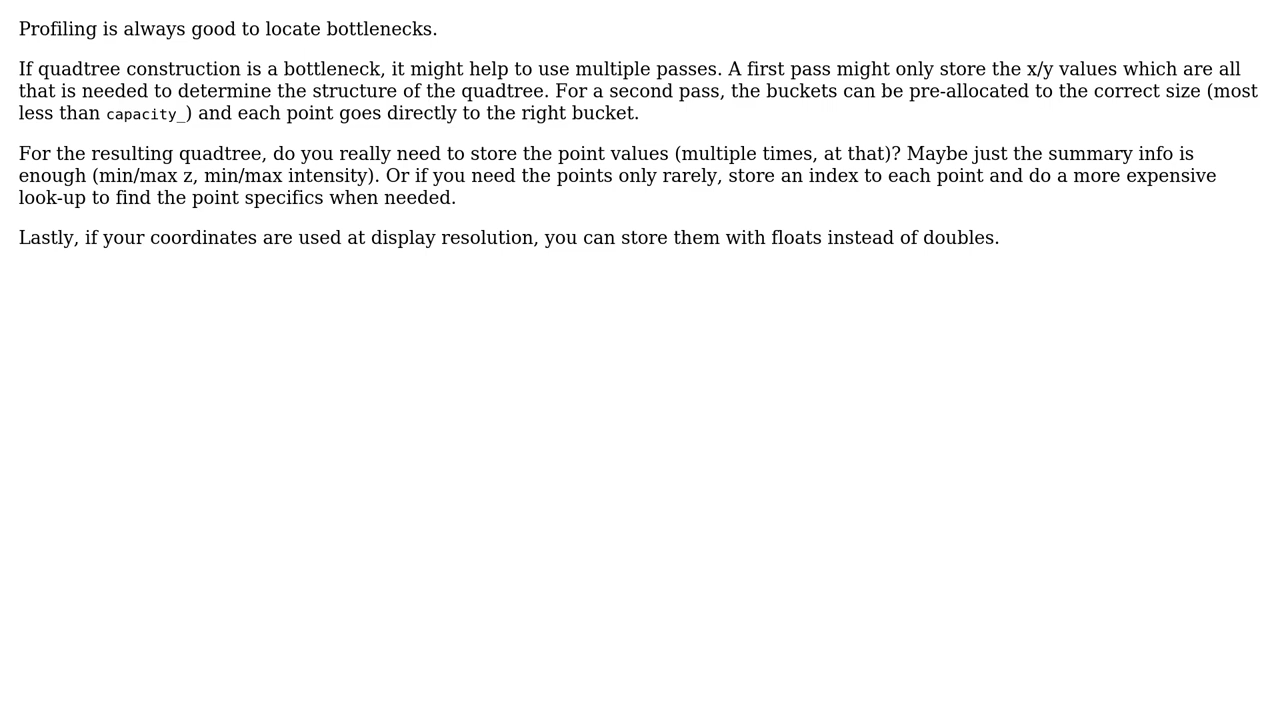 Profiling is always good to locate bottlenecks.
If quadtree construction is a bottleneck, it might help to use multiple passes. A first pass might only store the x/y values which are all
that is needed to determine the structure of the quadtree. For a second pass, the buckets can be pre-allocated to the correct size (most
less than capacity_) and each point goes directly to the right bucket.
For the resulting quadtree, do you really need to store the point values (multiple times, at that)? Maybe just the summary info is
enough (min/max z, min/max intensity). Or if you need the points only rarely, store an index to each point and do a more expensive
look-up to find the point specifics when needed.
Lastly, if your coordinates are used at display resolution, you can store them with floats instead of doubles.